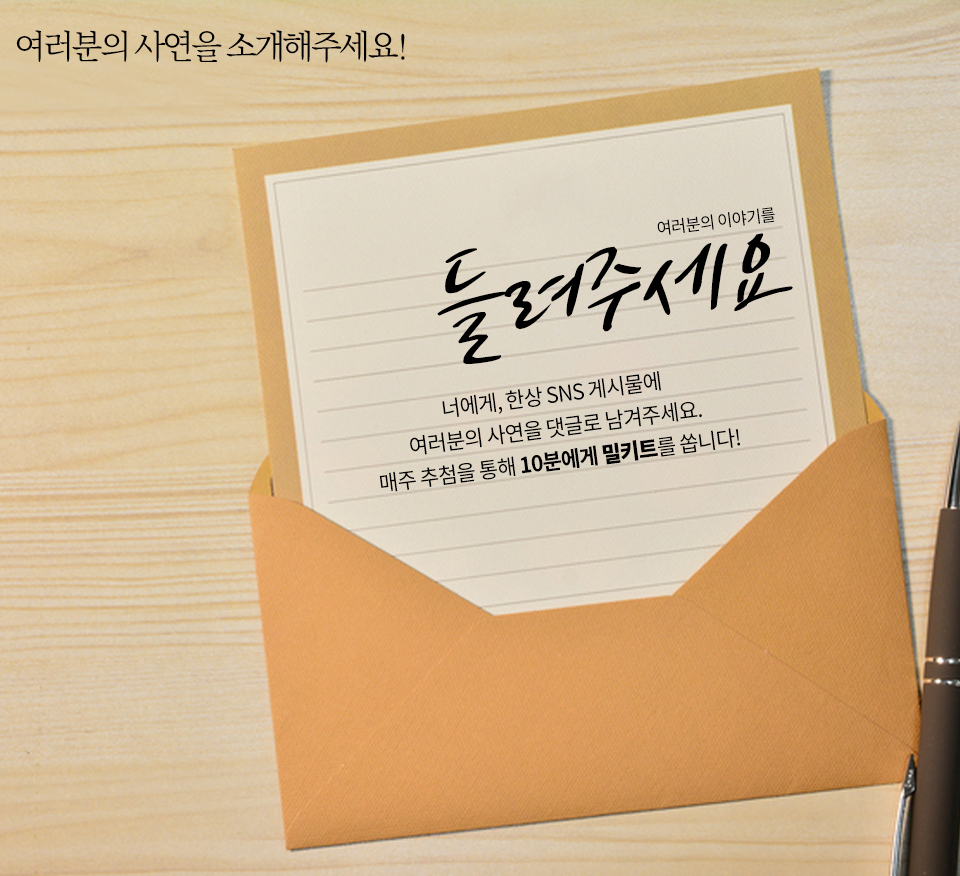 여러분의 사연을 소개해주세요!
여러분의 이야기를
들려주세요
너에게, 한상 SNS 게시물에
여러분의 사연을 댓글로 남겨주세요.
매주 추첨을 통해 10분에게 밀키트를 쏩니다!